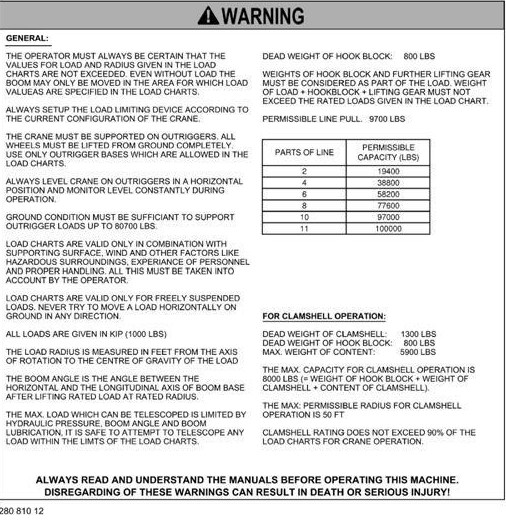 WARNING
GENERAL:
THE OPERATOR MUST ALWAYS BE CERTAIN THAT THE
VALUES FOR LOAD AND RADIUS GIVEN IN THE LOAD
CHARTS ARE NOT EXCEEDED. EVEN WITHOUT LOAD THE
BOOM MAY ONLY BE MOVED IN THE AREA FOR WHICH LOAD
VALUEAS ARE SPECIFIED IN THE LOAD CHARTS.
ALWAYS SETUP THE LOAD LIMITING DEVICE ACCORDING TO
THE CURRENT CONFIGURATION OF THE CRANE.
THE CRANE MUST BE SUPPORTED ON OUTRIGGERS. ALL
WHEELS MUST BE LIFTED FROM GROUND COMPLETELY.
USE ONLY OUTRIGGER BASES WHICH ARE ALLOWED IN THE
LOAD CHARTS.
ALWAYS LEVEL CRANE ON OUTRIGGERS IN A HORIZONTAL
POSITION AND MONITOR LEVEL CONSTANTLY DURING
OPERATION.
GROUND CONDITION MUST BE SUFFICIANT TO SUPPORT
OUTRIGGER LOADS UP TO 80700 LBS.
LOAD CHARTS ARE VALID ONLY IN COMBINATION WITH
SUPPORTING SURFACE, WIND AND OTHER FACTORS LIKE
HAZARDOUS SURROUNDINGS, EXPERIANCE OF PERSONNEL
AND PROPER HANDLING. ALL THIS MUST BE TAKEN INTO
ACCOUNT BY THE OPERATOR.
LOAD CHARTS ARE VALID ONLY FOR FREELY SUSPENDED
LOADS. NEVER TRY TO MOVE A LOAD HORIZONTALLY ON
GROUND IN ANY DIRECTION.
ALL LOADS ARE GIVEN IN KIP (1000 LBS)
THE LOAD RADIUS IS MEASURED IN FEET FROM THE AXIS
OF ROTATION TO THE CENTRE OF GRAVITY OF THE LOAD
THE BOOM ANGLE IS THE ANGLE BETWEEN THE
HORIZONTAL AND THE LONGITUDINAL AXIS OF BOOM BASE
AFTER LIFTING RATED LOAD AT RATED RADIUS.
THE MAX. LOAD WHICH CAN BE TELESCOPED IS LIMITED BY
HYDRAULIC PRESSURE, BOOM ANGLE AND BOOM
LUBRICATION, IT IS SAFE TO ATTEMPT TO TELESCOPE ANY
LOAD WITHIN THE LIMTS OF THE LOAD CHARTS.
DEAD WEIGHT OF HOOK BLOCK: 800 LBS
WEIGHTS OF HOOK BLOCK AND FURTHER LIFTING GEAR
MUST BE CONSIDERED AS PART OF THE LOAD. WEIGHT
OF LOAD + HOOKBLOCK + LIFTING GEAR MUST NOT
EXCEED THE RATED LOADS GIVEN IN THE LOAD CHART.
PERMISSIBLE LINE PULL. 9700 LBS
PARTS OF LINE PERMISSIBLE
CAPACITY (LBS)
2 19400
4 38800
6 58200
8 77600
10 97000
11 100000
FOR CLAMSHELL OPERATION:
DEAD WEIGHT OF CLAMSHELL: 1300 LBS
DEAD WEIGHT OF HOOK BLOCK: 800 LBS
MAX. WEIGHT OF CONTENT: 5900 LBS
THE MAX. CAPACITY FOR CLAMSHELL OPERATION IS
8000 LBS (= WEIGHT OF HOOK BLOCK + WEIGHT OF
CLAMSHELL + CONTENT OF CLAMSHELL).
THE MAX; PERMISSIBLE RADIUS FOR CLAMSHELL
OPERATION IS 50 FT
CLAMSHELL RATING DOES NOT EXCEED 90% OF THE
LOAD CHARTS FOR CRANE OPERATION.
ALWAYS READ AND UNDERSTAND THE MANUALS BEFORE OPERATING THIS MACHINE.
DISREGARDING OF THESE WARNINGS CAN RESULT IN DEATH OR SERIOUS INJURY!
280 810 12